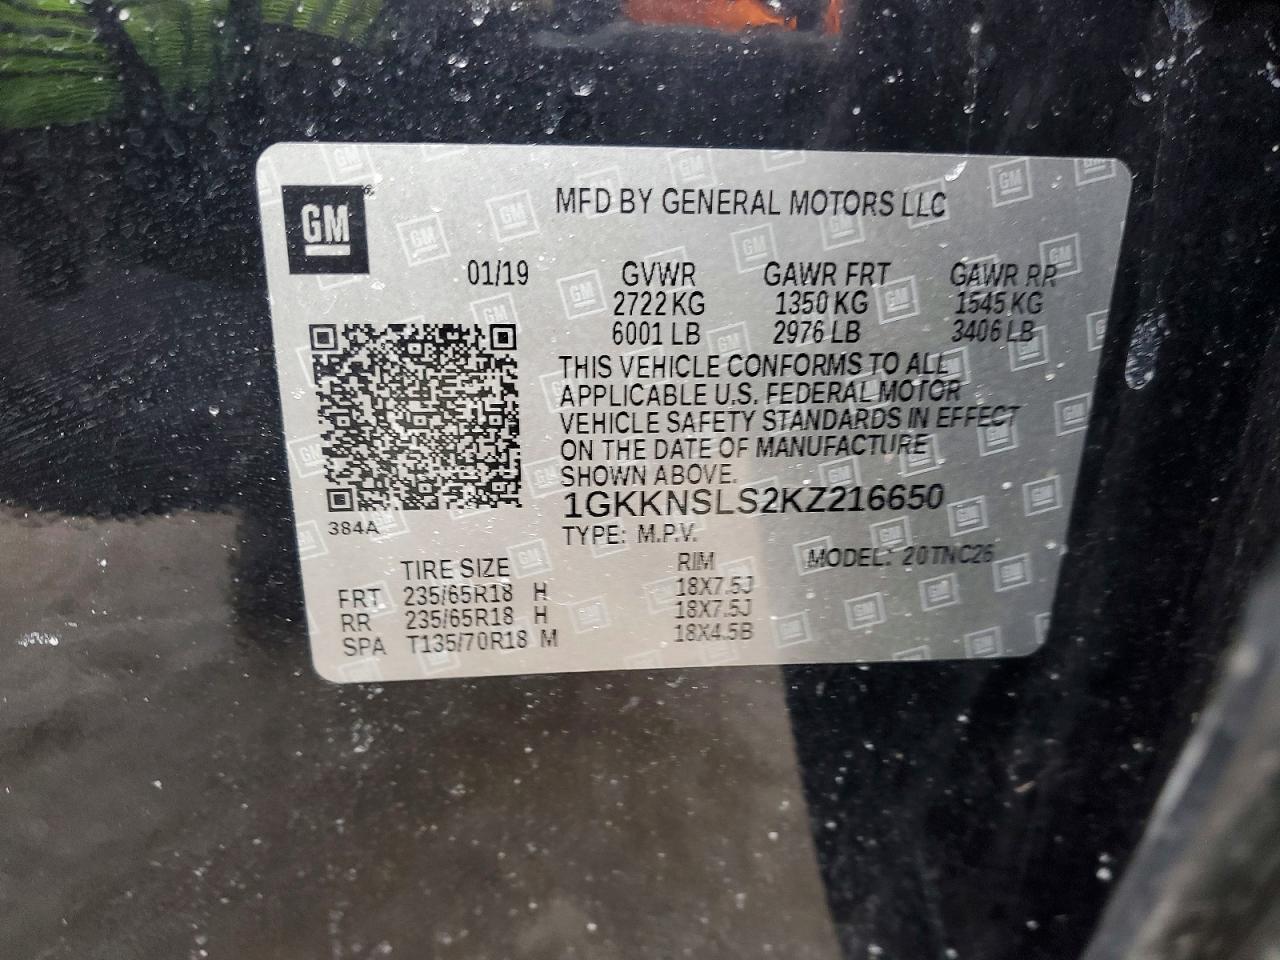 GM
MFD BY GENERAL MOTORS LLC
01/19 GVWR GAWR FRT GAWR RR
2722 KG 1350 KG 1545 KG
6001 LB 2976 LB 3406 LB
THIS VEHICLE CONFORMS TO ALL
APPLICABLE U.S. FEDERAL MOTOR
VEHICLE SAFETY STANDARDS IN EFFECT
ON THE DATE OF MANUFACTURE
SHOWN ABOVE.
1GKKNSLS2KZ216650
384A
TYPE: M.P.V. MODEL: 20TNC26
TIRE SIZE RIM
FRT 235/65R18 H 18X7.5J
RR 235/65R18 H 18X7.5J
SPA T135/70R18 M 18X4.5B